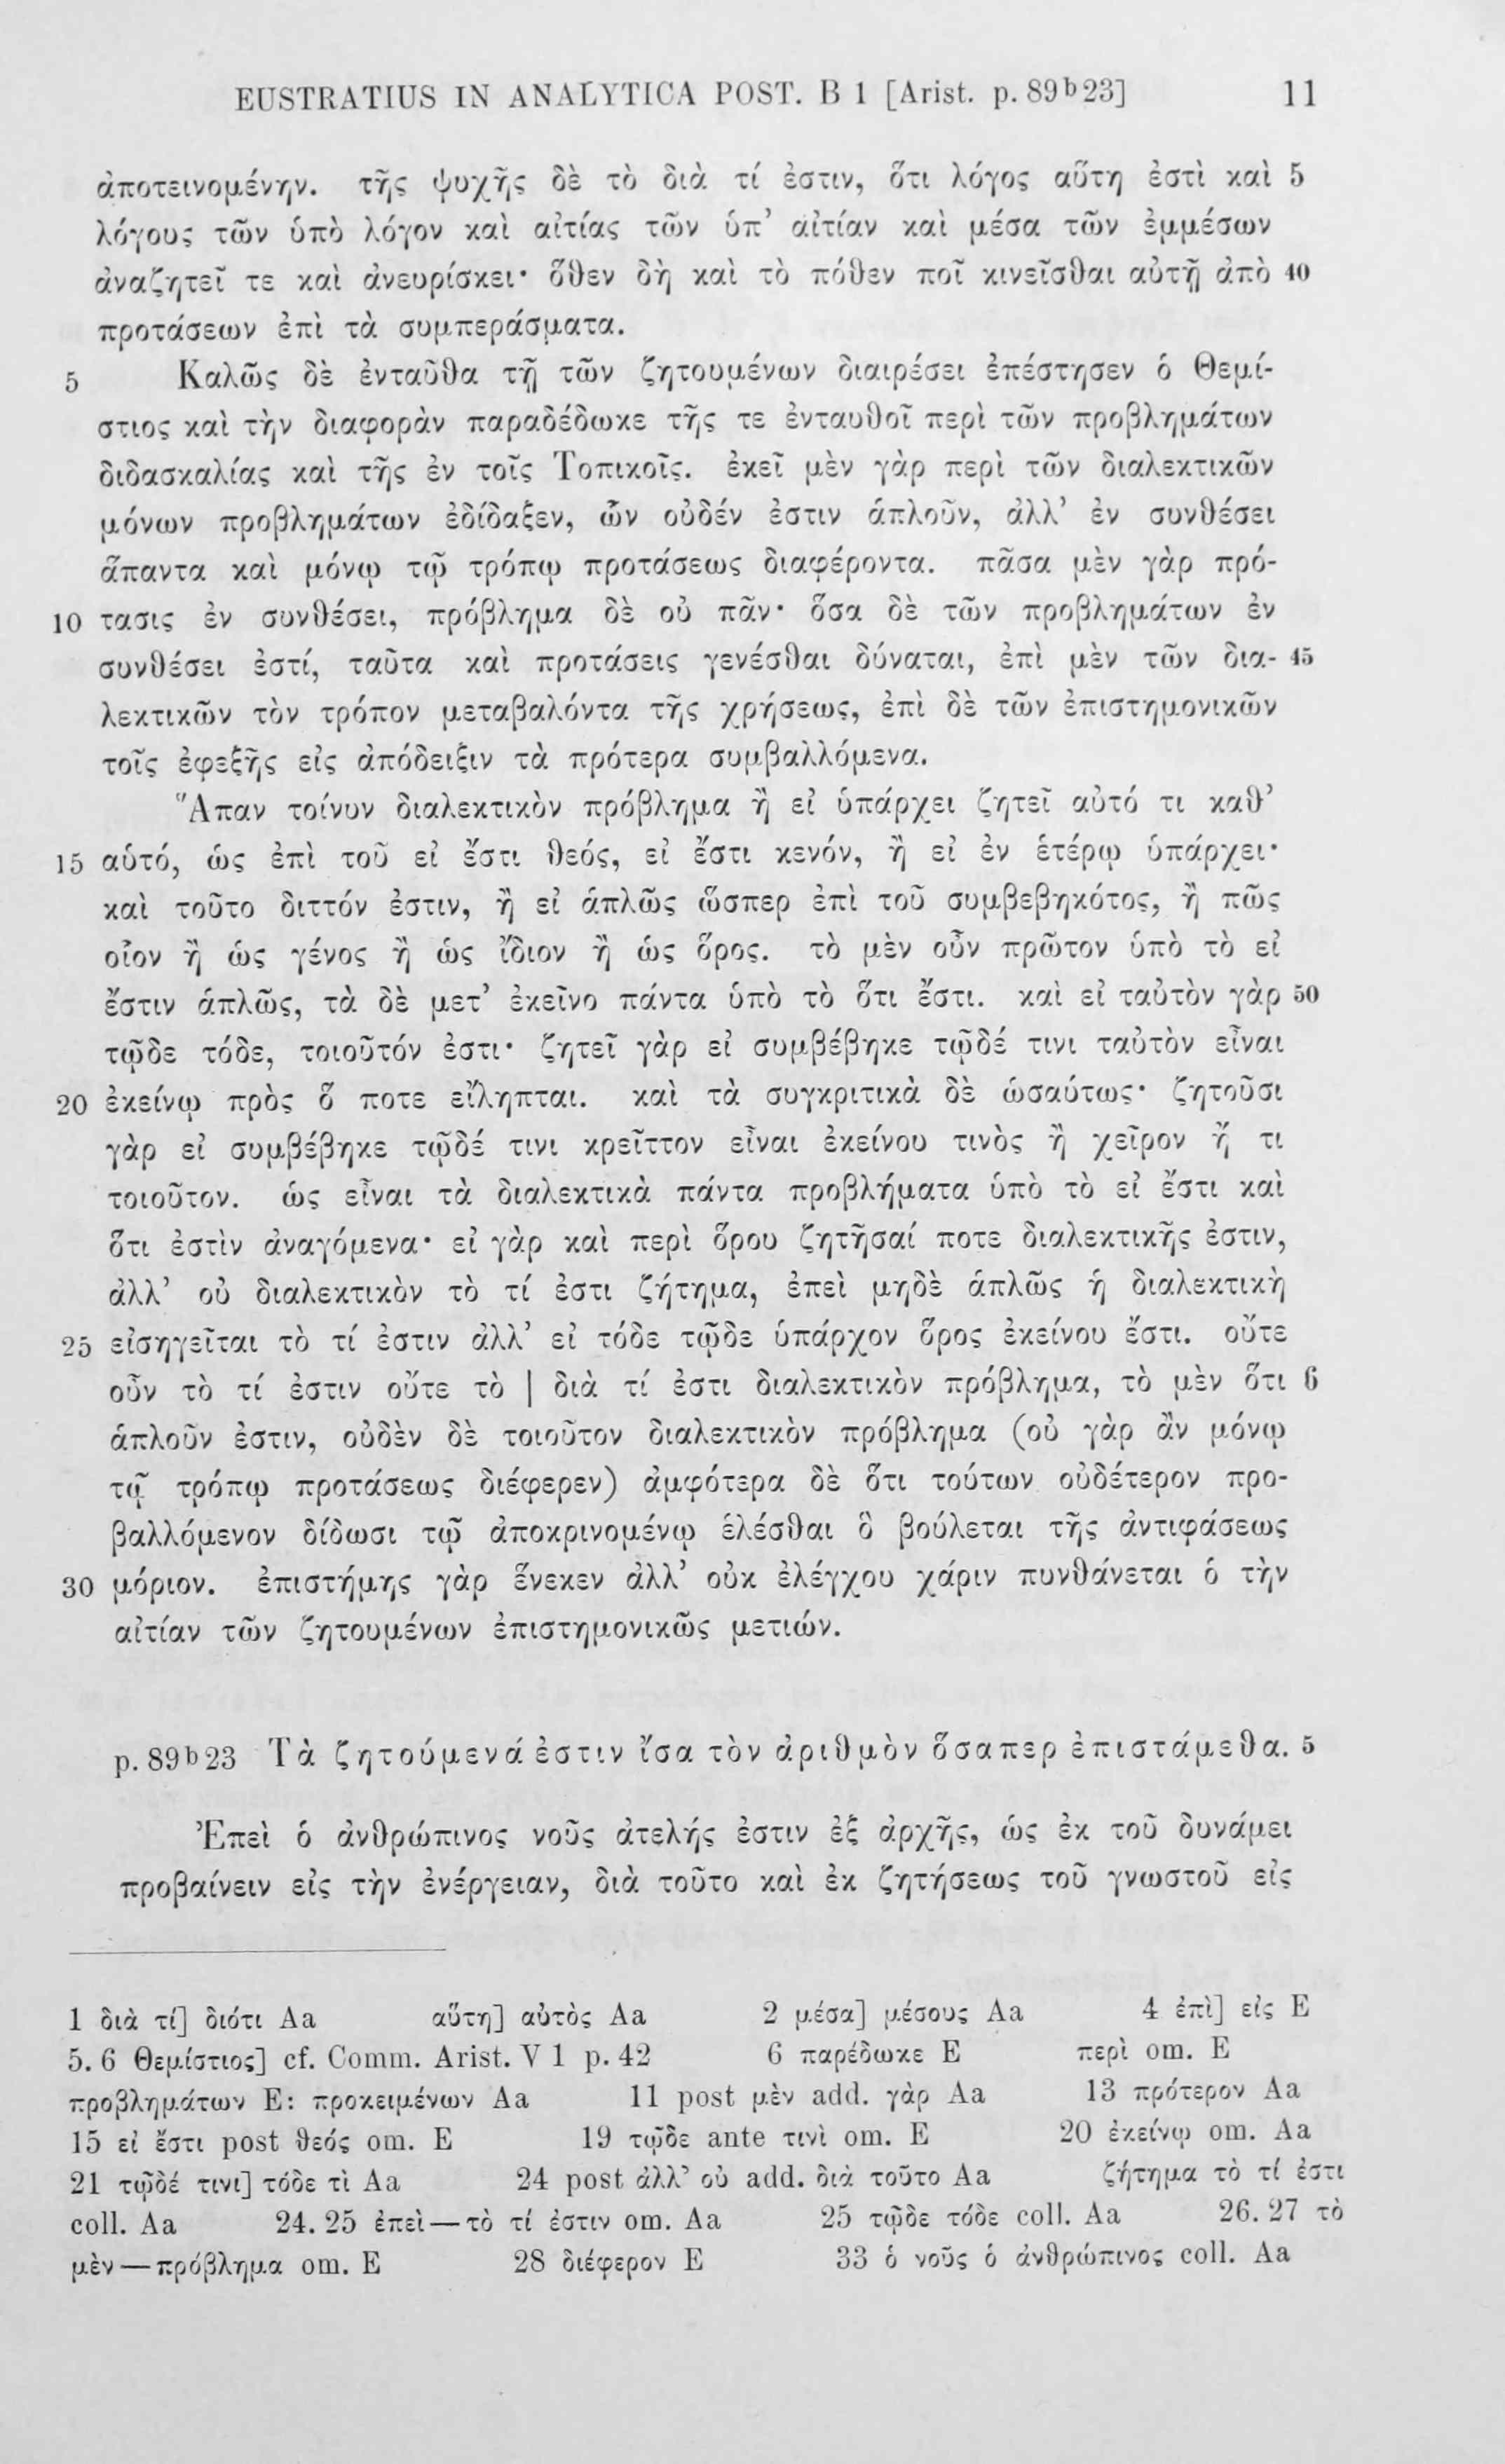 EUSTRATIUS IN ANALYTICA POST. B 1 [Arist. p. 89ᵇ23] 11
ἀποτεινομένην. τῆς ψυχῆς δὲ τὸ διὰ τί ἐστιν, ὅτι λόγος αὕτη ἐστὶ καὶ 5
λόγους τῶν ὑπὸ λόγον καὶ αἰτίας τῶν ὑπ’ αἰτίαν καὶ μέσα τῶν ἐμμέσων
ἀναζητεῖ τε καὶ ἀνευρίσκει· ὅθεν δὴ καὶ τὸ πόθεν ποῖ κινεῖσθαι αὐτῇ ἀπὸ 40
προτάσεων ἐπὶ τὰ συμπεράσματα.
5 Καλῶς δὲ ἐνταῦθα τῇ τῶν ζητουμένων διαιρέσει ἐπέστησεν ὁ Θεμί-
στιος καὶ τὴν διαφορὰν παραδέδωκε τῆς τε ἐνταυθοῖ περὶ τῶν προβλημάτων
διδασκαλίας καὶ τῆς ἐν τοῖς Τοπικοῖς. ἐκεῖ μὲν γὰρ περὶ τῶν διαλεκτικῶν
μόνων προβλημάτων ἐδίδαξεν, ὧν οὐδέν ἐστιν ἁπλοῦν, ἀλλ’ ἐν συνθέσει
ἅπαντα καὶ μόνῳ τῷ τρόπῳ προτάσεως διαφέροντα. πᾶσα μὲν γὰρ πρό-
10 τασις ἐν συνθέσει, πρόβλημα δὲ οὐ πᾶν· ὅσα δὲ τῶν προβλημάτων ἐν
συνθέσει ἐστί, ταῦτα καὶ προτάσεις γενέσθαι δύναται, ἐπὶ μὲν τῶν δια- 45
λεκτικῶν τὸν τρόπον μεταβαλόντα τῆς χρήσεως, ἐπὶ δὲ τῶν ἐπιστημονικῶν
τοῖς ἐφεξῆς εἰς ἀπόδειξιν τὰ πρότερα συμβαλλόμενα.
Ἅπαν τοίνυν διαλεκτικὸν πρόβλημα ἢ εἰ ὑπάρχει ζητεῖ αὐτό τι καθ’
15 αὑτό, ὡς ἐπὶ τοῦ εἰ ἔστι θεός, εἰ ἔστι κενόν, ἢ εἰ ἐν ἑτέρῳ ὑπάρχει·
καὶ τοῦτο διττόν ἐστιν, ἢ εἰ ἁπλῶς ὥσπερ ἐπὶ τοῦ συμβεβηκότος, ἢ πῶς
οἷον ἢ ὡς γένος ἢ ὡς ἴδιον ἢ ὡς ὅρος. τὸ μὲν οὖν πρῶτον ὑπὸ τὸ εἰ
ἔστιν ἁπλῶς, τὰ δὲ μετ’ ἐκεῖνο πάντα ὑπὸ τὸ ὅτι ἔστι. καὶ εἰ ταὐτὸν γὰρ 50
τῷδε τόδε, τοιοῦτόν ἐστι· ζητεῖ γὰρ εἰ συμβέβηκε τῷδέ τινι ταὐτὸν εἶναι
20 ἐκείνῳ πρὸς ὅ ποτε εἴληπται. καὶ τὰ συγκριτικὰ δὲ ὡσαύτως· ζητοῦσι
γὰρ εἰ συμβέβηκε τῷδέ τινι κρεῖττον εἶναι ἐκείνου τινὸς ἢ χεῖρον ἤ τι
τοιοῦτον. ὡς εἶναι τὰ διαλεκτικὰ πάντα προβλήματα ὑπὸ τὸ εἰ ἔστι καὶ
ὅτι ἐστὶν ἀναγόμενα· εἰ γὰρ καὶ περὶ ὅρου ζητῆσαί ποτε διαλεκτικῆς ἐστιν,
ἀλλ’ οὐ διαλεκτικὸν τὸ τί ἐστι ζήτημα, ἐπεὶ μηδὲ ἁπλῶς ἡ διαλεκτικὴ
25 εἰσηγεῖται τὸ τί ἐστιν ἀλλ’ εἰ τόδε τῷδε ὑπάρχον ὅρος ἐκείνου ἔστι. οὔτε
οὖν τὸ τί ἐστιν οὔτε τὸ | διὰ τί ἐστι διαλεκτικὸν πρόβλημα, τὸ μὲν ὅτι 6
ἁπλοῦν ἐστιν, οὐδὲν δὲ τοιοῦτον διαλεκτικὸν πρόβλημα (οὐ γὰρ ἂν μόνῳ
τῷ τρόπῳ προτάσεως διέφερεν) ἀμφότερα δὲ ὅτι τούτων οὐδέτερον προ-
βαλλόμενον δίδωσι τῷ ἀποκρινομένῳ ἑλέσθαι ὃ βούλεται τῆς ἀντιφάσεως
30 μόριον. ἐπιστήμης γὰρ ἕνεκεν ἀλλ’ οὐκ ἐλέγχου χάριν πυνθάνεται ὁ τὴν
αἰτίαν τῶν ζητουμένων ἐπιστημονικῶς μετιών.
p. 89ᵇ23 Τὰ ζητούμενά ἐστιν ἴσα τὸν ἀριθμὸν ὅσαπερ ἐπιστάμεθα. 5
Ἐπεὶ ὁ ἀνθρώπινος νοῦς ἀτελής ἐστιν ἐξ ἀρχῆς, ὡς ἐκ τοῦ δυνάμει
προβαίνειν εἰς τὴν ἐνέργειαν, διὰ τοῦτο καὶ ἐκ ζητήσεως τοῦ γνωστοῦ εἰς
1 διὰ τί] διότι Aa αὕτη] αὐτὸς Aa 2 μέσα] μέσους Aa 4 ἐπὶ] εἰς E
5. 6 Θεμίστιος] cf. Comm. Arist. V 1 p. 42 6 παρέδωκε E περὶ om. E
προβλημάτων E: προκειμένων Aa 11 post μὲν add. γὰρ Aa 13 πρότερον Aa
15 εἰ ἔστι post θεός om. E 19 τῷδε ante τινὶ om. E 20 ἐκείνῳ om. Aa
21 τῷδέ τινι] τόδε τὶ Aa 24 post ἀλλ’ οὐ add. διὰ τοῦτο Aa ζήτημα τὸ τί ἐστι
coll. Aa 24. 25 ἐπεὶ — τὸ τί ἐστιν om. Aa 25 τῷδε τόδε coll. Aa 26. 27 τὸ
μὲν — πρόβλημα om. E 28 διέφερον E 33 ὁ νοῦς ὁ ἀνθρώπινος coll. Aa